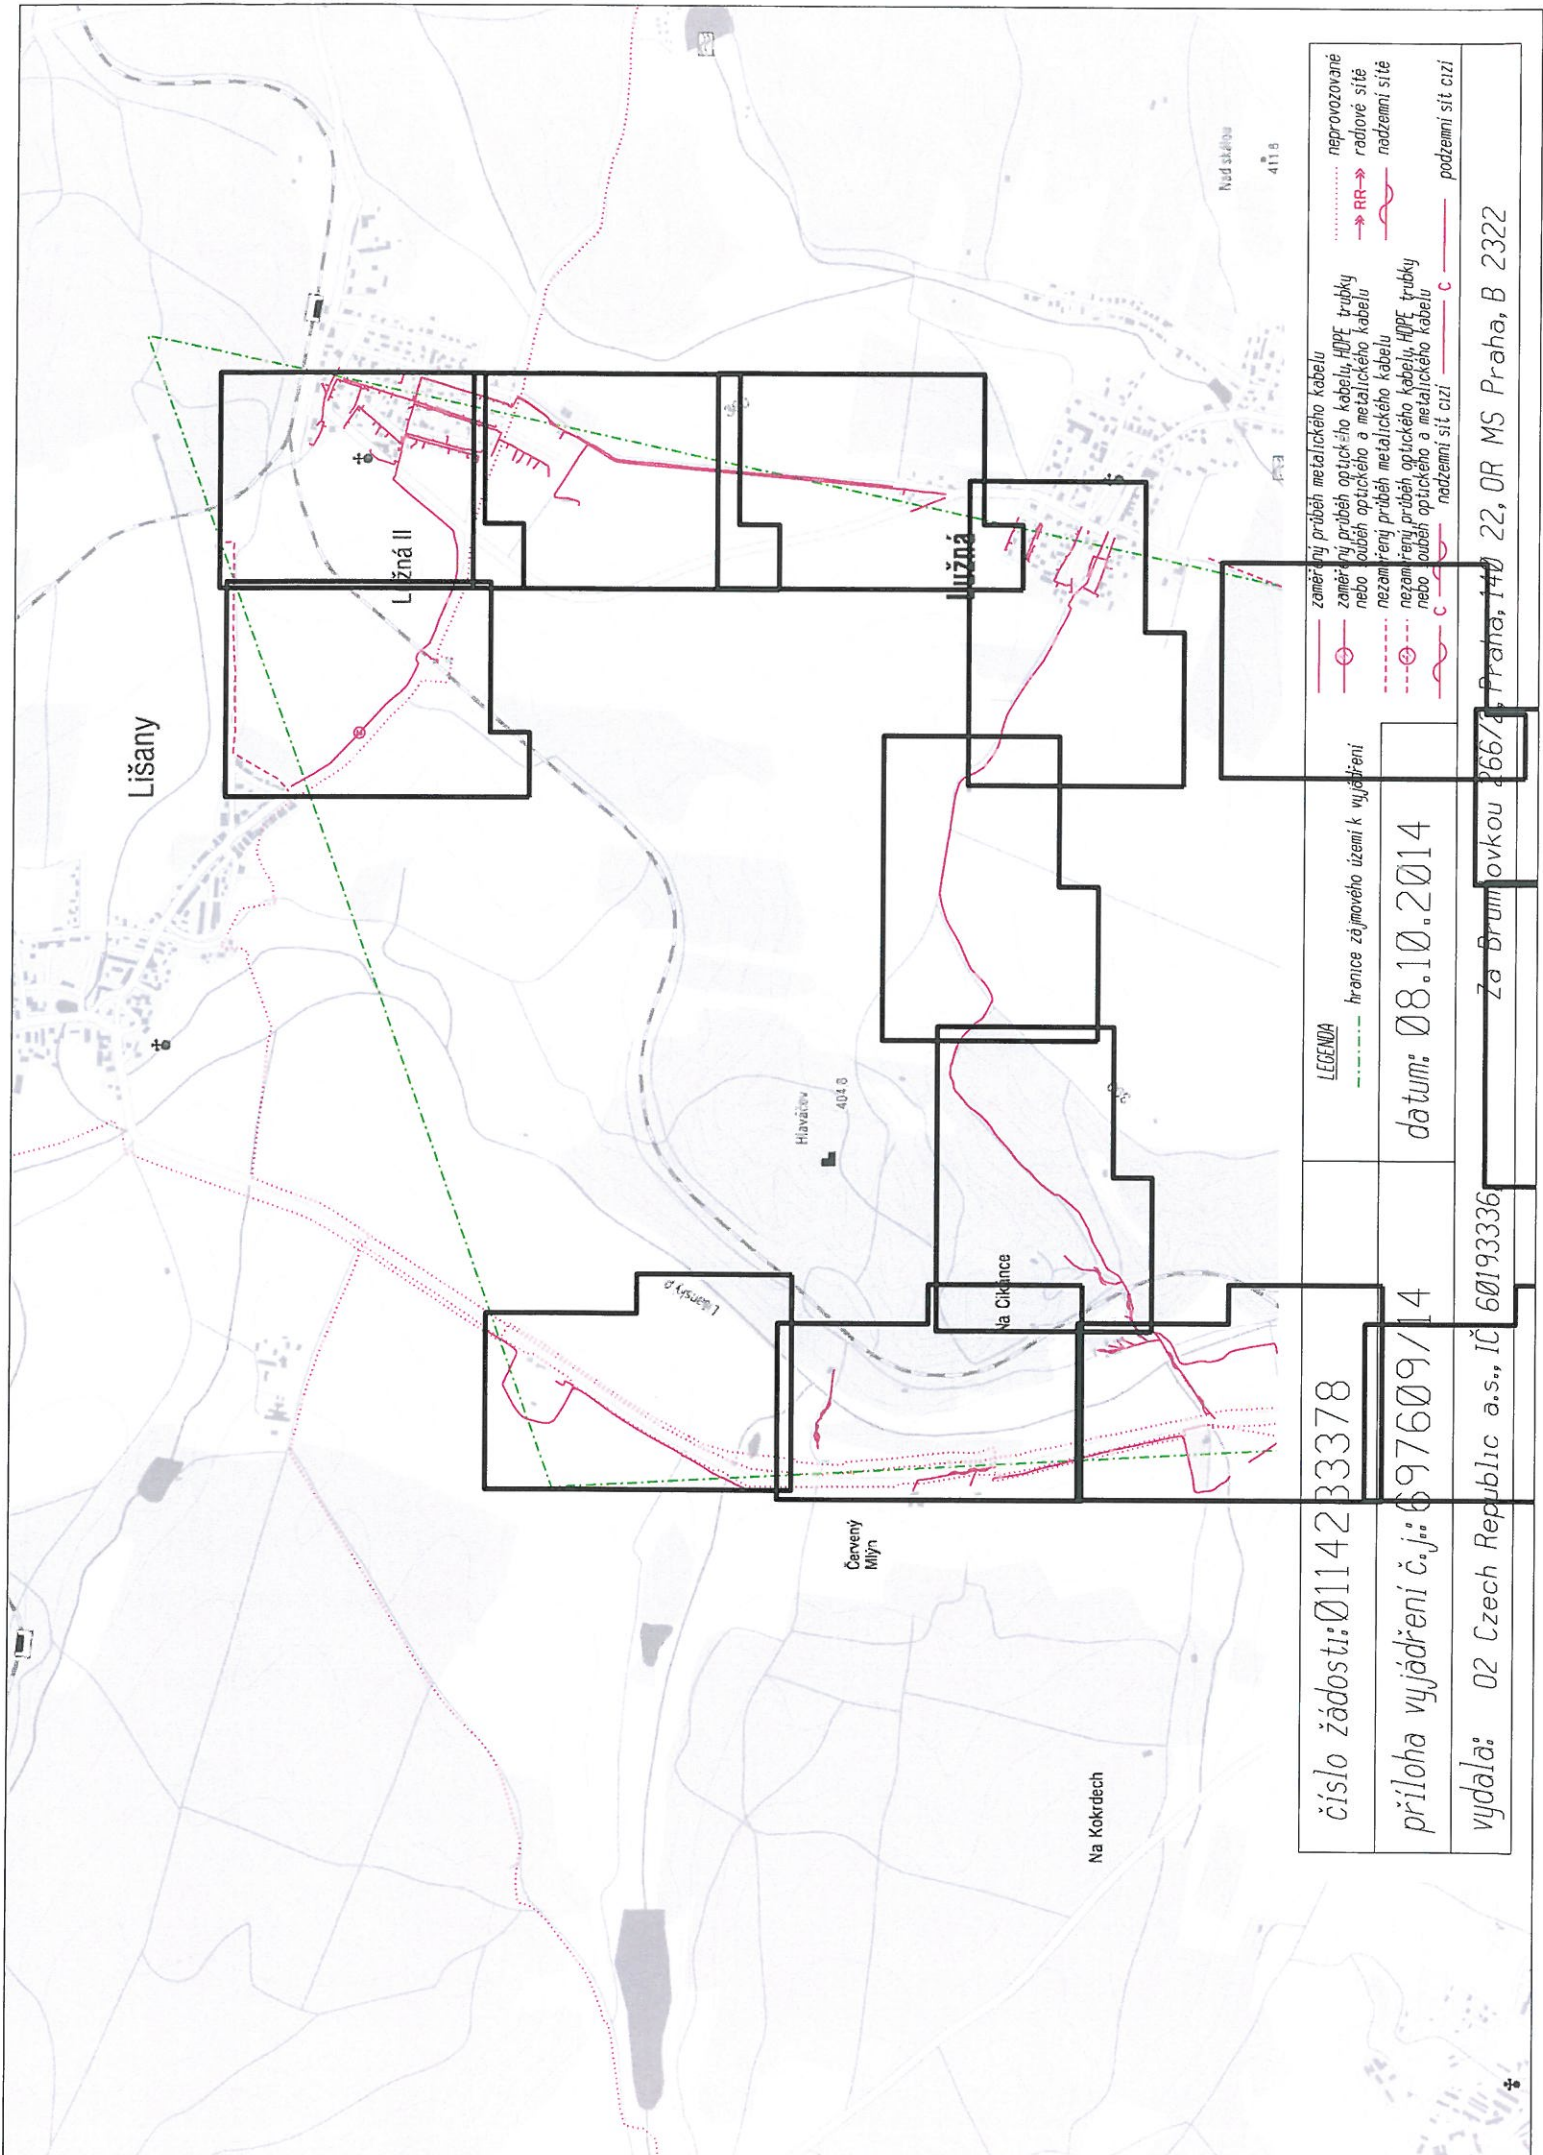 Lišany
Lužná II
Lužná
Nad skálou
411.8
Hlaváčov
404.8
Na Cikánce
Lišanský p.
Červený
Mlýn
Na Kokrdech
číslo žádosti: 0114233378
příloha vyjádření č.j.: 697609/14
datum: 08.10.2014
vydala: O2 Czech Republic a.s., IČ 60193336, Za Brumlovkou 266/2, Praha, 140 22, OR MS Praha, B 2322
LEGENDA
hranice zájmového území k vyjádření
zaměřený průběh metalického kabelu
zaměřený průběh optického kabelu, HDPE trubky
nebo souběh optického a metalického kabelu
nezaměřený průběh metalického kabelu
nezaměřený průběh optického kabelu, HDPE trubky
nebo souběh optického a metalického kabelu
C nadzemní síť cizí
C podzemní síť cizí
neprovozované
RR radiové sítě
nadzemní sítě